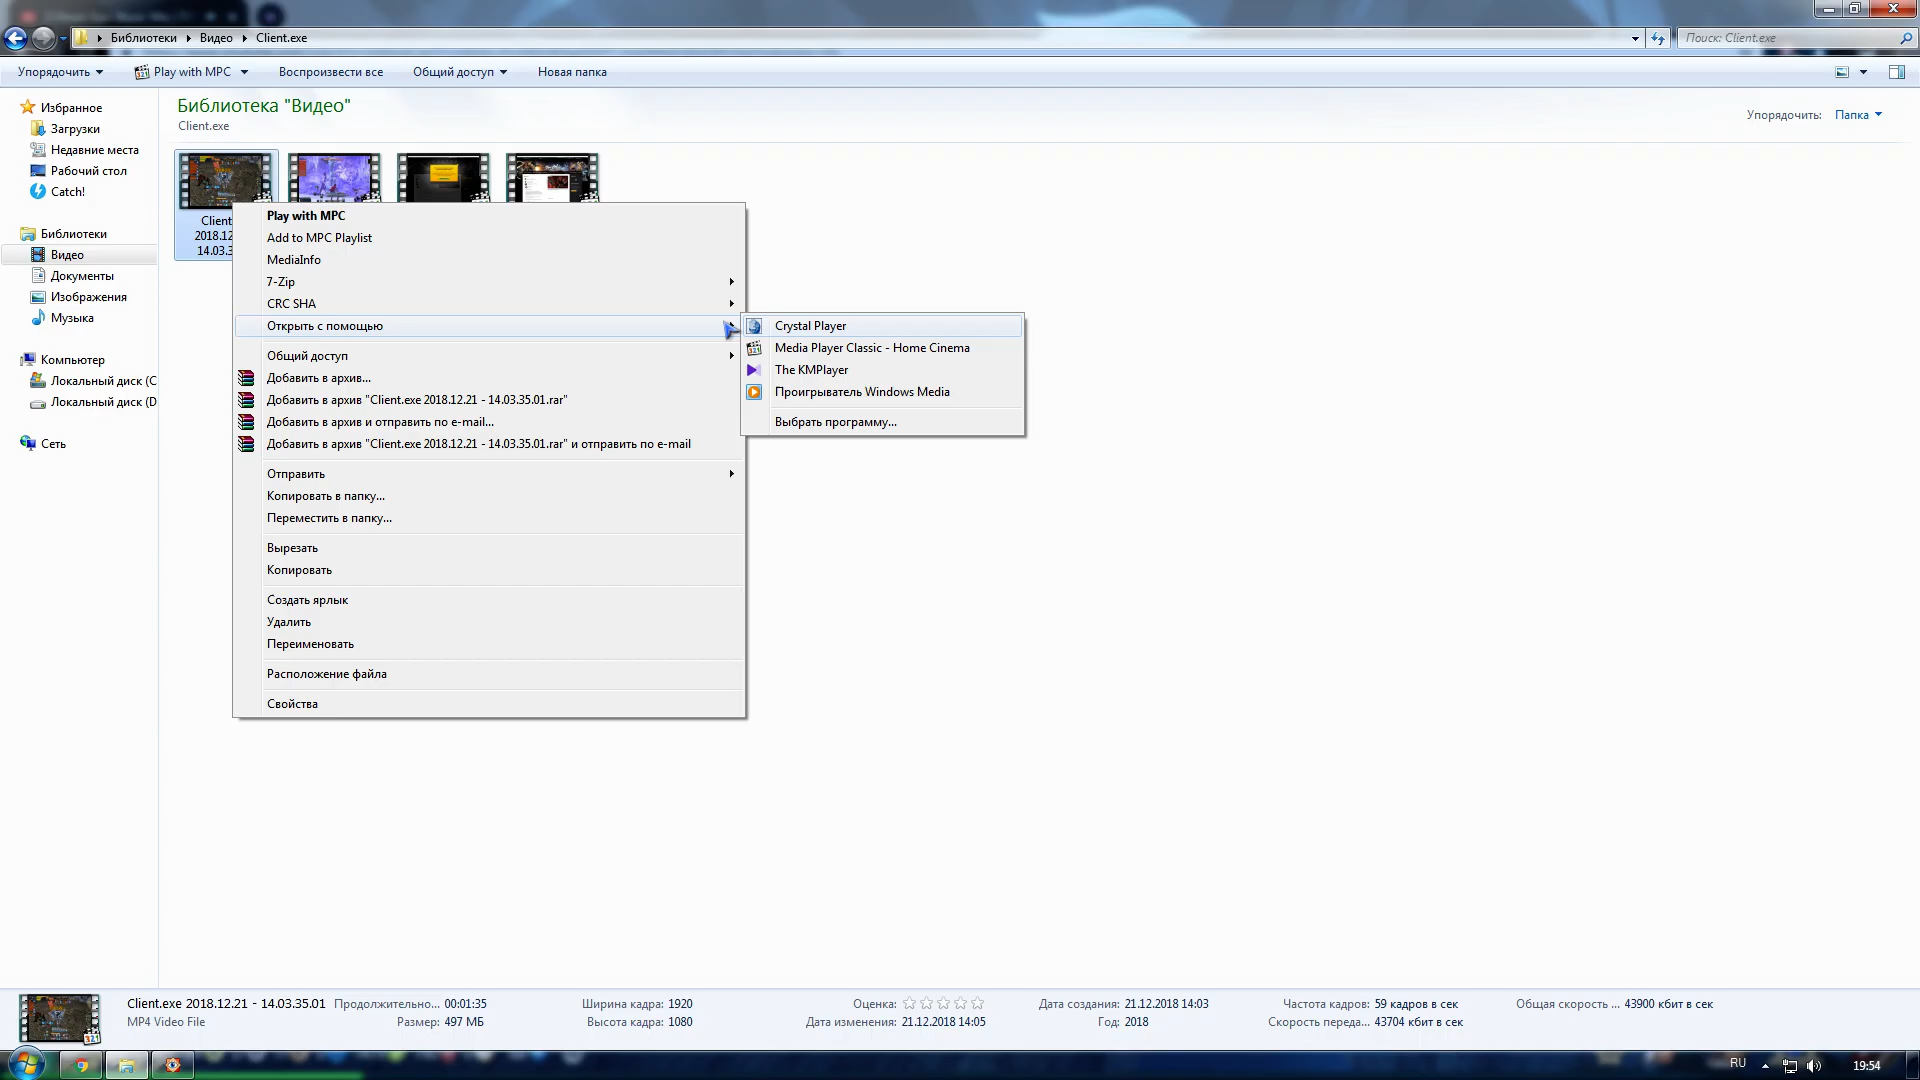 Библиотеки Видео Client.exe
Поиск: Client.exe
Упорядочить Play with MPC Воспроизвести все Общий доступ Новая папка
Библиотека "Видео"
Client.exe
Упорядочить: Папка
Избранное
Загрузки
Недавние места
Рабочий стол
Catch!
Библиотеки
Видео
Документы
Изображения
Музыка
Компьютер
Локальный диск (C
Локальный диск (D
Сеть
Client
2018.12
14.03.3
Play with MPC
Add to MPC Playlist
MediaInfo
7-Zip
CRC SHA
Открыть с помощью
Общий доступ
Добавить в архив...
Добавить в архив "Client.exe 2018.12.21 - 14.03.35.01.rar"
Добавить в архив и отправить по e-mail...
Добавить в архив "Client.exe 2018.12.21 - 14.03.35.01.rar" и отправить по e-mail
Отправить
Копировать в папку...
Переместить в папку...
Вырезать
Копировать
Создать ярлык
Удалить
Переименовать
Расположение файла
Свойства
Crystal Player
Media Player Classic - Home Cinema
The KMPlayer
Проигрыватель Windows Media
Выбрать программу...
Client.exe 2018.12.21 - 14.03.35.01 Продолжительно... 00:01:35 Ширина кадра: 1920 Оценка: Дата создания: 21.12.2018 14:03 Частота кадров: 59 кадров в сек Общая скорость ... 43900 кбит в сек
MP4 Video File Размер: 497 МБ Высота кадра: 1080 Дата изменения: 21.12.2018 14:05 Год: 2018 Скорость переда... 43704 кбит в сек
RU 19:54